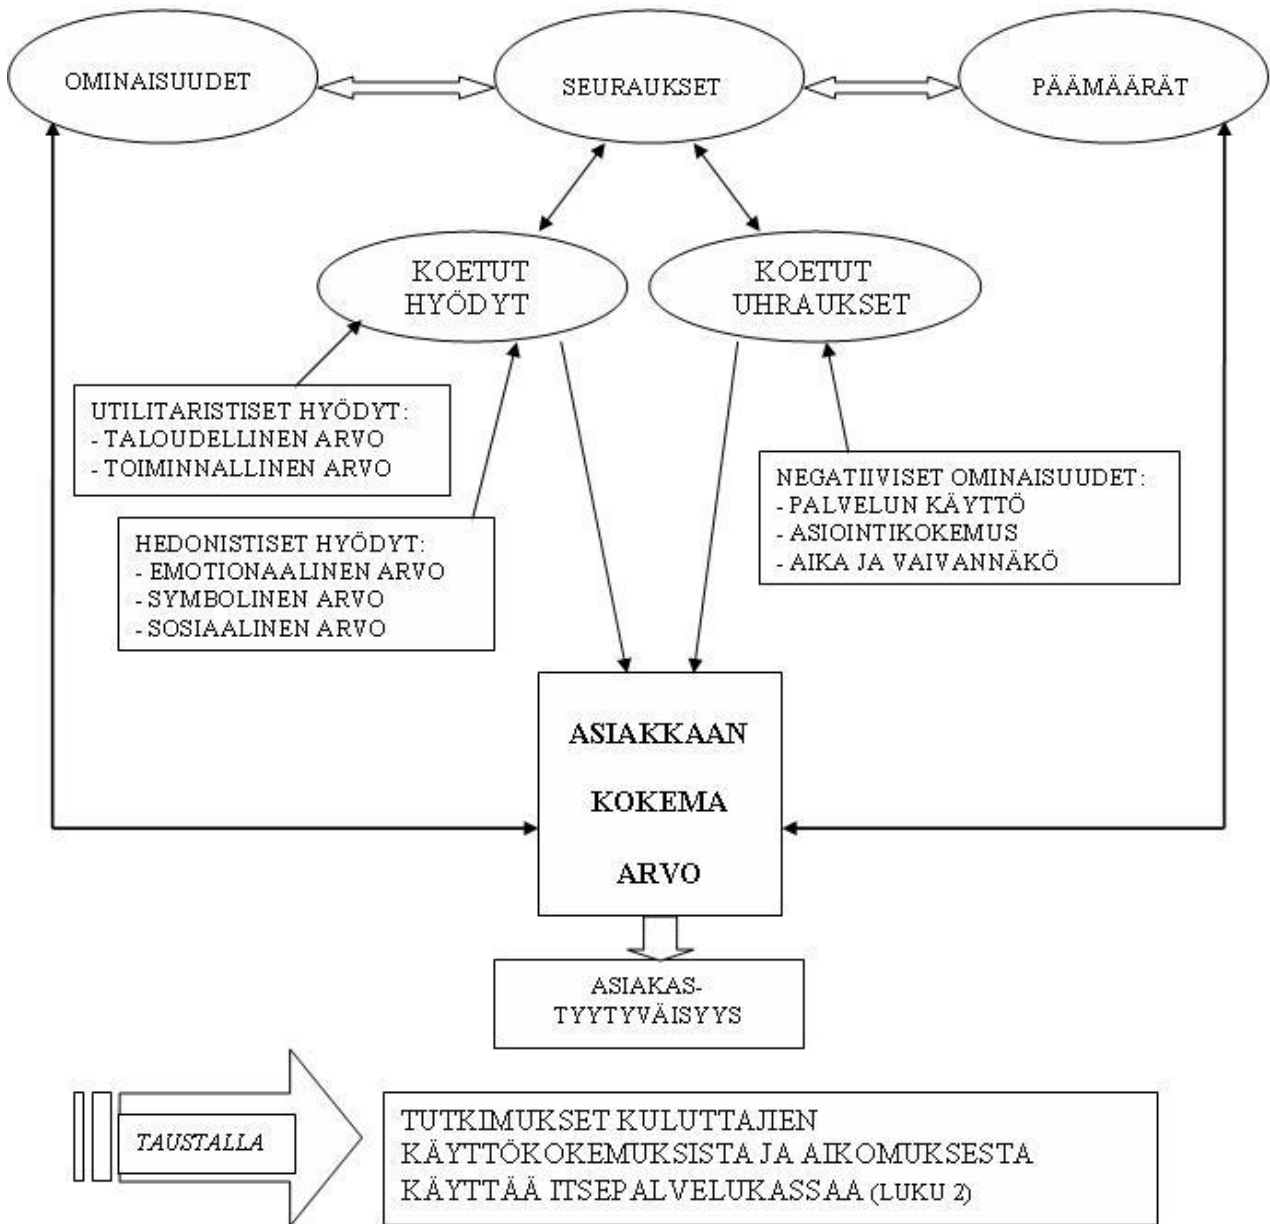 OMINAISUUDET
SEURAUKSET
PÄÄMÄÄRÄT
KOETUT
HYÖDYT
KOETUT
UHRAUKSET
UTILITARISTISET HYÖDYT:
- TALOUDELLINEN ARVO
- TOIMINNALLINEN ARVO
HEDONISTISET HYÖDYT:
- EMOTIONAALINEN ARVO
- SYMBOLINEN ARVO
- SOSIAALINEN ARVO
NEGATIIVISET OMINAISUUDET:
- PALVELUN KÄYTTÖ
- ASIOINTIKOKEMUS
- AIKA JA VAIVANNÄKÖ
ASIAKKAAN
KOKEMA
ARVO
ASIAKAS-
TYYTYVÄISYYS
TAUSTALLA
TUTKIMUKSET KULUTTAJIEN
KÄYTTÖKOKEMUKSISTA JA AIKOMUKSESTA
KÄYTTÄÄ ITSEPALVELUKASSAA (LUKU 2)